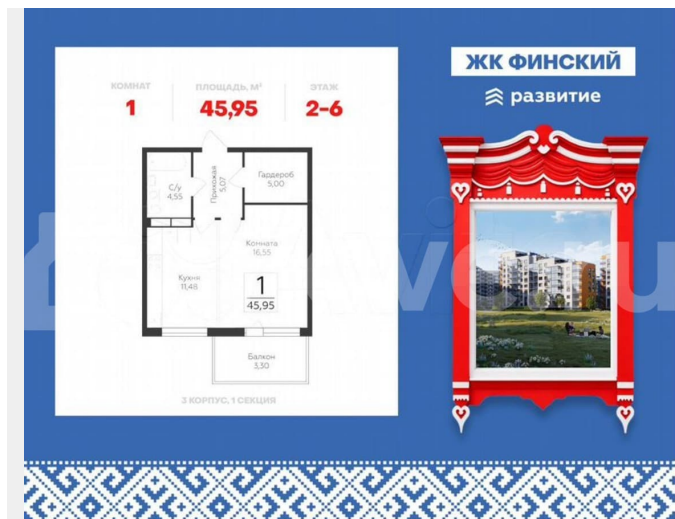 ЖК ФИНСКИЙ
развитие
КОМНАТ
1
ПЛОЩАДЬ, М²
45,95
ЭТАЖ
2-6
С/у
4,55
Прихожая
5,07
Гардероб
5,00
Комната
16,55
Кухня
11,48
1
45,95
Балкон
3,30
3 КОРПУС, 1 СЕКЦИЯ